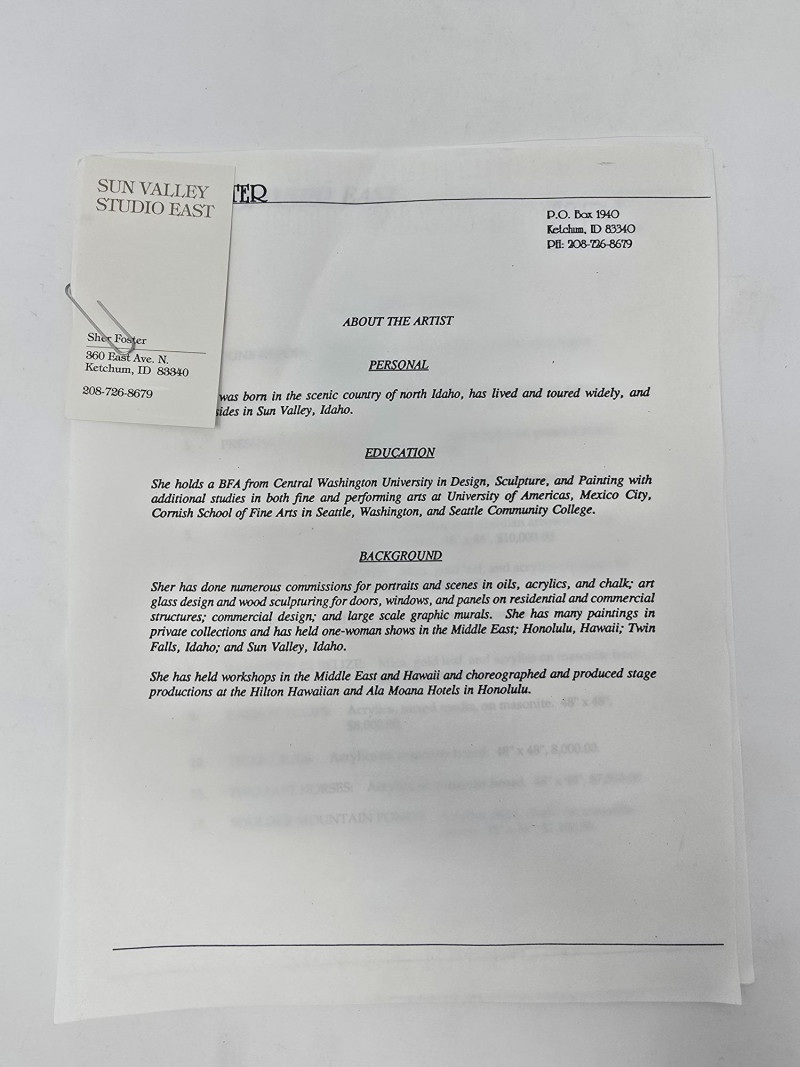 SUN VALLEY
STUDIO EAST
Sher Foster
360 East Ave. N.
Ketchum, ID 83340
208-726-8679
TER
P.O. Box 1940
Ketchum, ID 83340
PH: 208-726-8679
ABOUT THE ARTIST
PERSONAL
was born in the scenic country of north Idaho, has lived and toured widely, and
sides in Sun Valley, Idaho.
EDUCATION
She holds a BFA from Central Washington University in Design, Sculpture, and Painting with
additional studies in both fine and performing arts at University of Americas, Mexico City,
Cornish School of Fine Arts in Seattle, Washington, and Seattle Community College.
BACKGROUND
Sher has done numerous commissions for portraits and scenes in oils, acrylics, and chalk; art
glass design and wood sculpturing for doors, windows, and panels on residential and commercial
structures; commercial design; and large scale graphic murals. She has many paintings in
private collections and has held one-woman shows in the Middle East; Honolulu, Hawaii; Twin
Falls, Idaho; and Sun Valley, Idaho.
She has held workshops in the Middle East and Hawaii and choreographed and produced stage
productions at the Hilton Hawaiian and Ala Moana Hotels in Honolulu.